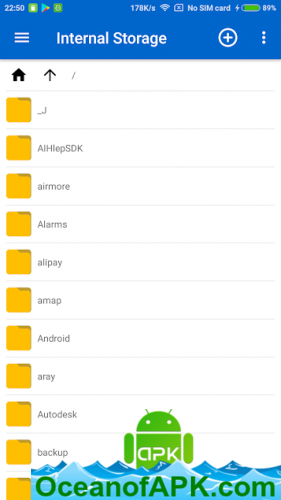 22:50 178K/s No SIM card 89%
Internal Storage
/
_J
AIHlepSDK
airmore
Alarms
alipay
amap
Android
aray
Autodesk
backup
APK
OceanofAPK.com